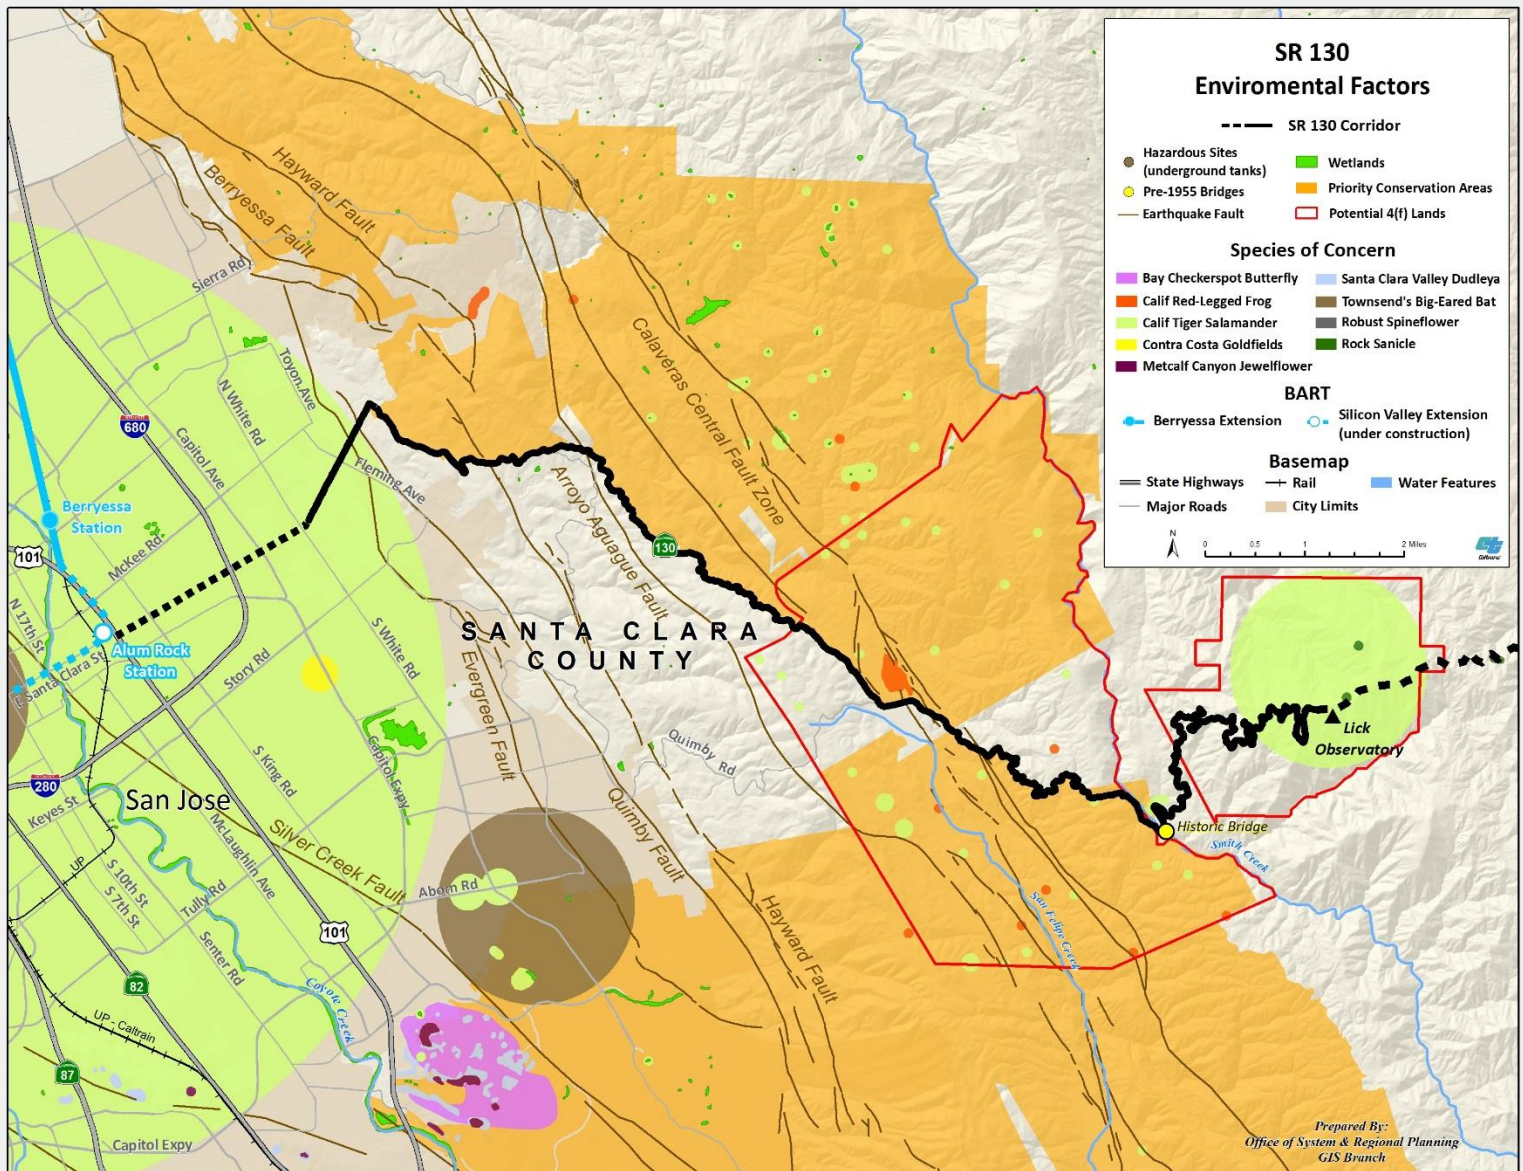 SR 130
Enviromental Factors
SR 130 Corridor
Hazardous Sites
(underground tanks)
Pre-1955 Bridges
Earthquake Fault
Wetlands
Priority Conservation Areas
Potential 4(f) Lands
Species of Concern
Bay Checkerspot Butterfly
Calif Red-Legged Frog
Calif Tiger Salamander
Contra Costa Goldfields
Metcalf Canyon Jewelflower
Santa Clara Valley Dudleya
Townsend's Big-Eared Bat
Robust Spineflower
Rock Sanicle
BART
Berryessa Extension
Silicon Valley Extension
(under construction)
Basemap
State Highways
Major Roads
Rail
City Limits
Water Features
N
0 0.5 1 2 Miles
Hayward Fault
Berryessa Fault
Sierra Rd
Toyon Ave
N White Rd
Capitol Ave
680
Fleming Ave
Calaveras Central Fault Zone
Arroyo Aguague Fault
130
Berryessa
Station
101
McKee Rd
N 17th St
Alum Rock
Station
E Santa Clara St
Story Rd
S White Rd
SANTA CLARA
COUNTY
Evergreen Fault
Quimby Rd
Capitol Expy
S King Rd
280
San Jose
Keyes St
UP
McLaughlin Ave
Silver Creek Fault
S 10th St
S 7th St
Tully Rd
Senter Rd
Aborn Rd
Quimby Fault
Hayward Fault
101
82
Coyote Creek
UP - Caltrain
87
Capitol Expy
San Felipe Creek
Historic Bridge
Smith Creek
Lick
Observatory
Prepared By:
Office of System & Regional Planning
GIS Branch